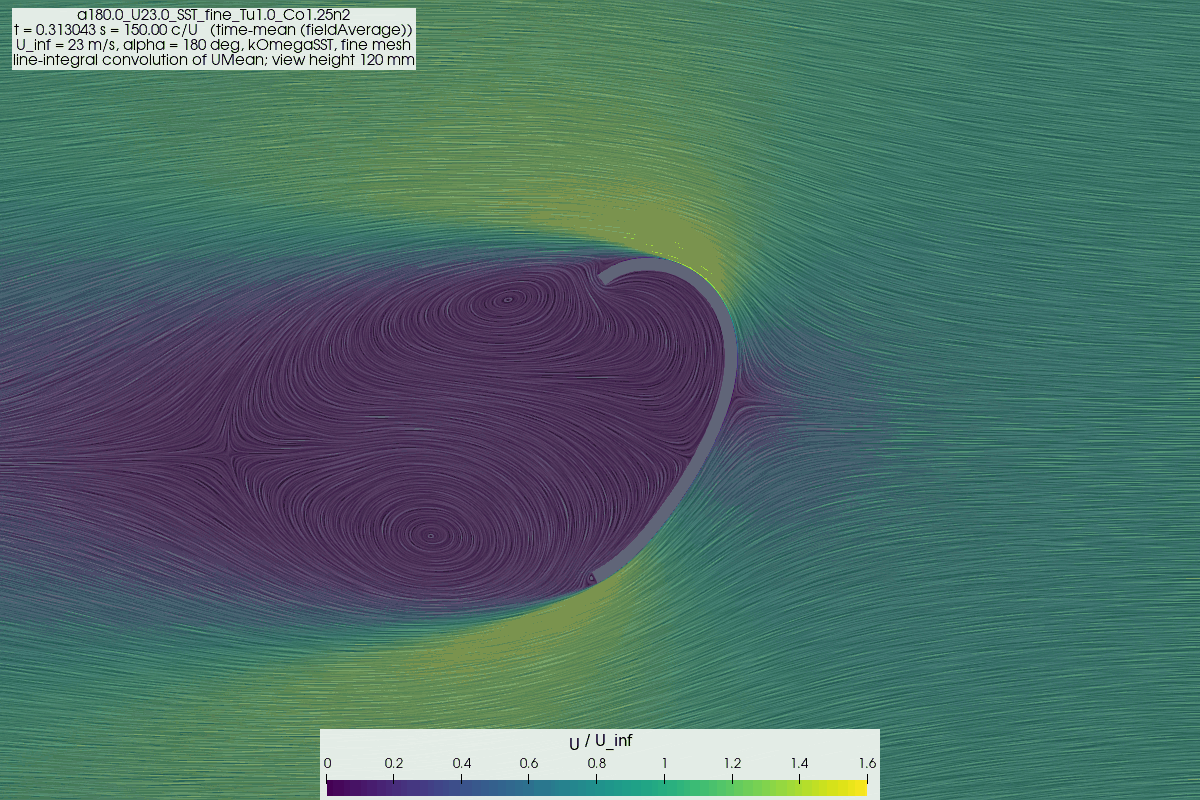 a180.0_U23.0_SST_fine_Tu1.0_Co1.25n2
t = 0.313043 s = 150.00 c/U (time-mean (fieldAverage))
U_inf = 23 m/s, alpha = 180 deg, kOmegaSST, fine mesh
line-integral convolution of UMean; view height 120 mm
U / U_inf
0 0.2 0.4 0.6 0.8 1 1.2 1.4 1.6